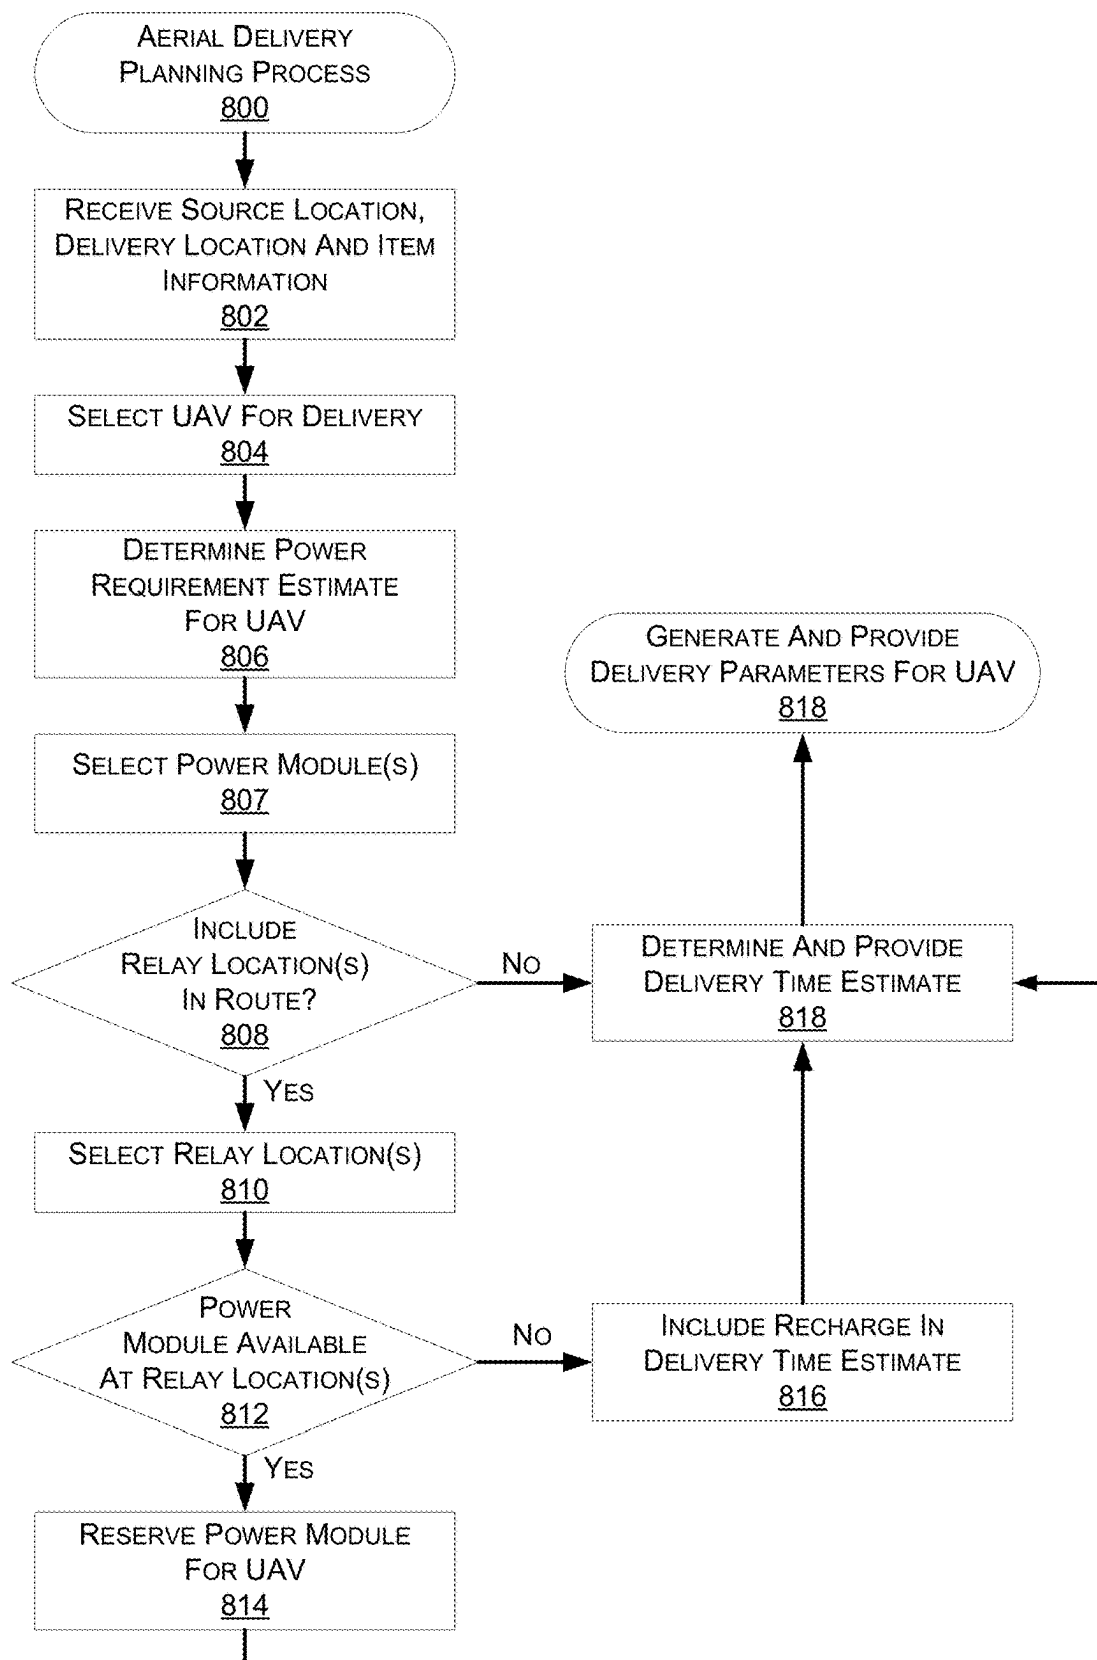 AERIAL DELIVERY
PLANNING PROCESS
800
RECEIVE SOURCE LOCATION,
DELIVERY LOCATION AND ITEM
INFORMATION
802
SELECT UAV FOR DELIVERY
804
DETERMINE POWER
REQUIREMENT ESTIMATE
FOR UAV
806
SELECT POWER MODULE(S)
807
INCLUDE
RELAY LOCATION(S)
IN ROUTE?
808
NO
YES
SELECT RELAY LOCATION(S)
810
POWER
MODULE AVAILABLE
AT RELAY LOCATION(S)
812
NO
YES
RESERVE POWER MODULE
FOR UAV
814
INCLUDE RECHARGE IN
DELIVERY TIME ESTIMATE
816
DETERMINE AND PROVIDE
DELIVERY TIME ESTIMATE
818
GENERATE AND PROVIDE
DELIVERY PARAMETERS FOR UAV
818